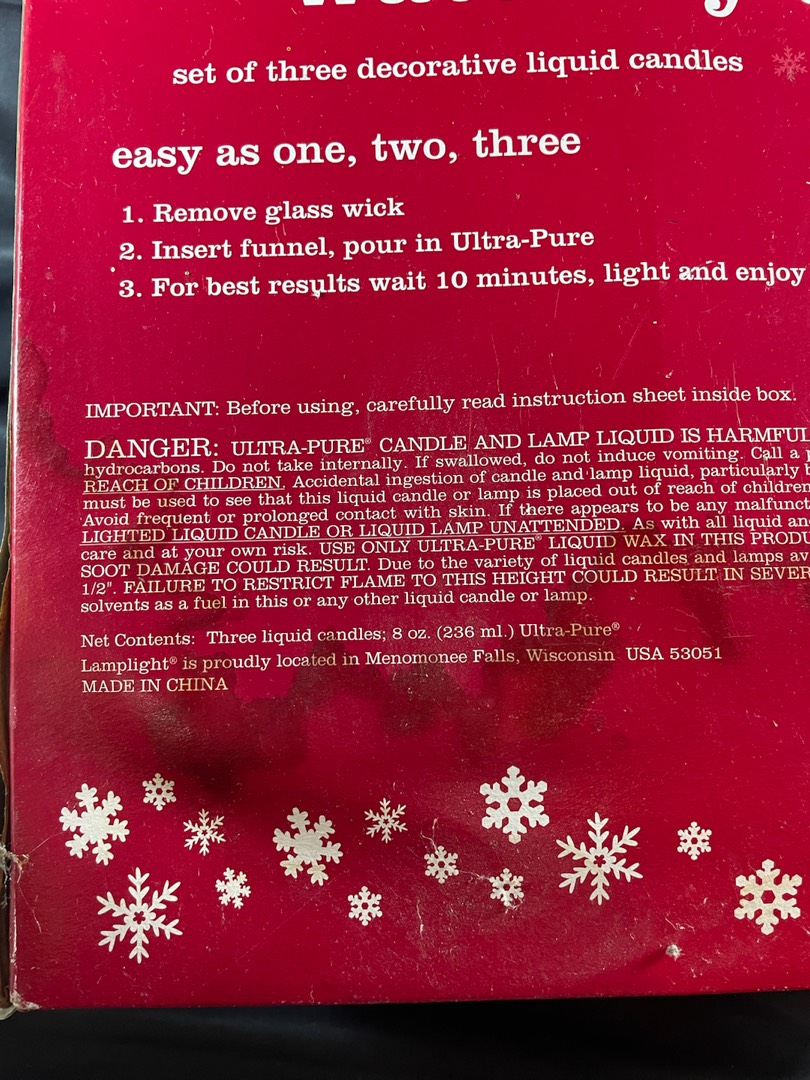 set of three decorative liquid candles
easy as one, two, three
1. Remove glass wick
2. Insert funnel, pour in Ultra-Pure
3. For best results wait 10 minutes, light and enjoy
IMPORTANT: Before using, carefully read instruction sheet inside box.
DANGER: ULTRA-PURE® CANDLE AND LAMP LIQUID IS HARMFUL
hydrocarbons. Do not take internally. If swallowed, do not induce vomiting. Call a
REACH OF CHILDREN. Accidental ingestion of candle and lamp liquid, particularly
must be used to see that this liquid candle or lamp is placed out of reach of children
Avoid frequent or prolonged contact with skin. If there appears to be any malfunct
LIGHTED LIQUID CANDLE OR LIQUID LAMP UNATTENDED. As with all liquid
care and at your own risk. USE ONLY ULTRA-PURE® LIQUID WAX IN THIS PRODU
SOOT DAMAGE COULD RESULT. Due to the variety of liquid candles and lamps av
1/2". FAILURE TO RESTRICT FLAME TO THIS HEIGHT COULD RESULT IN SEVER
solvents as a fuel in this or any other liquid candle or lamp.
Net Contents: Three liquid candles; 8 oz. (236 ml.) Ultra-Pure®
Lamplight® is proudly located in Menomonee Falls, Wisconsin USA 53051
MADE IN CHINA